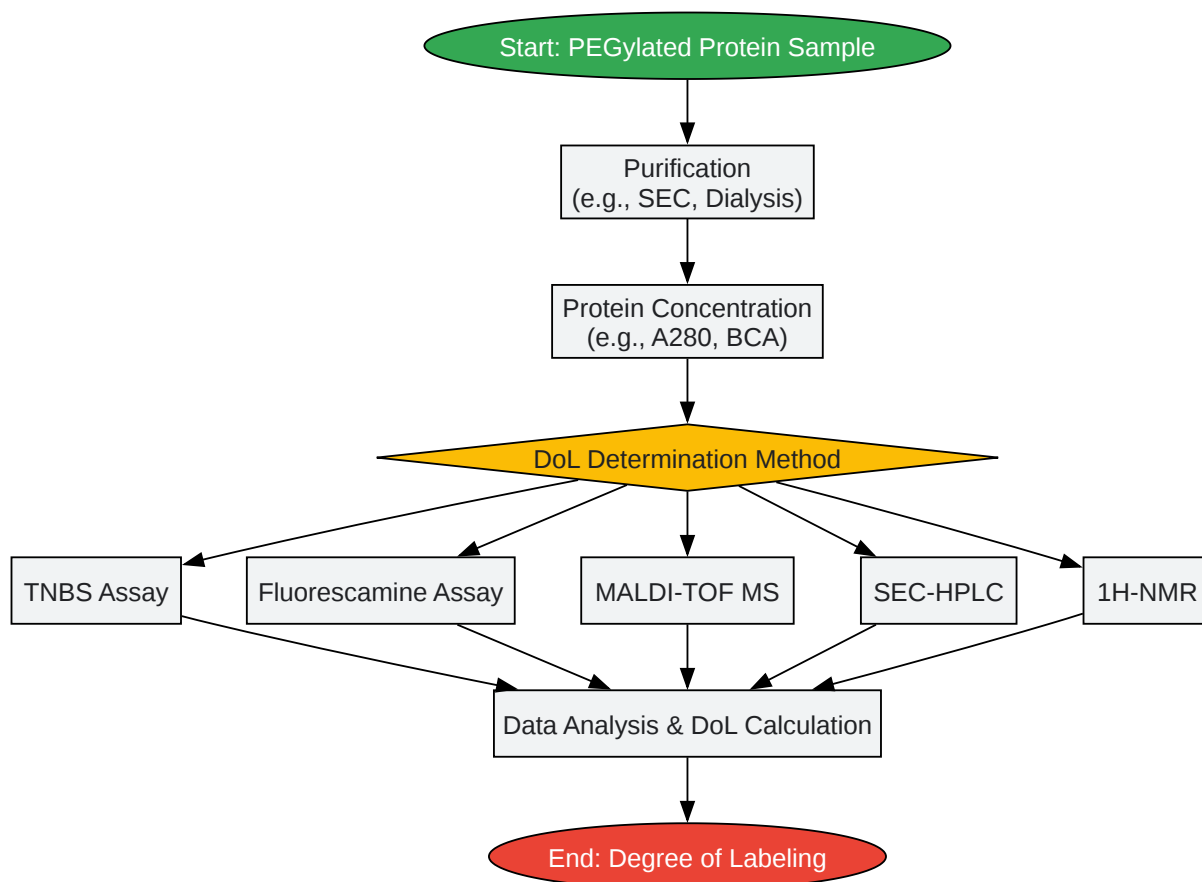 Start: PEGylated Protein Sample
Purification
(e.g., SEC, Dialysis)
Protein Concentration
(e.g., A280, BCA)
DoL Determination Method
TNBS Assay
Fluorescamine Assay
MALDI-TOF MS
SEC-HPLC
1H-NMR
Data Analysis & DoL Calculation
End: Degree of Labeling